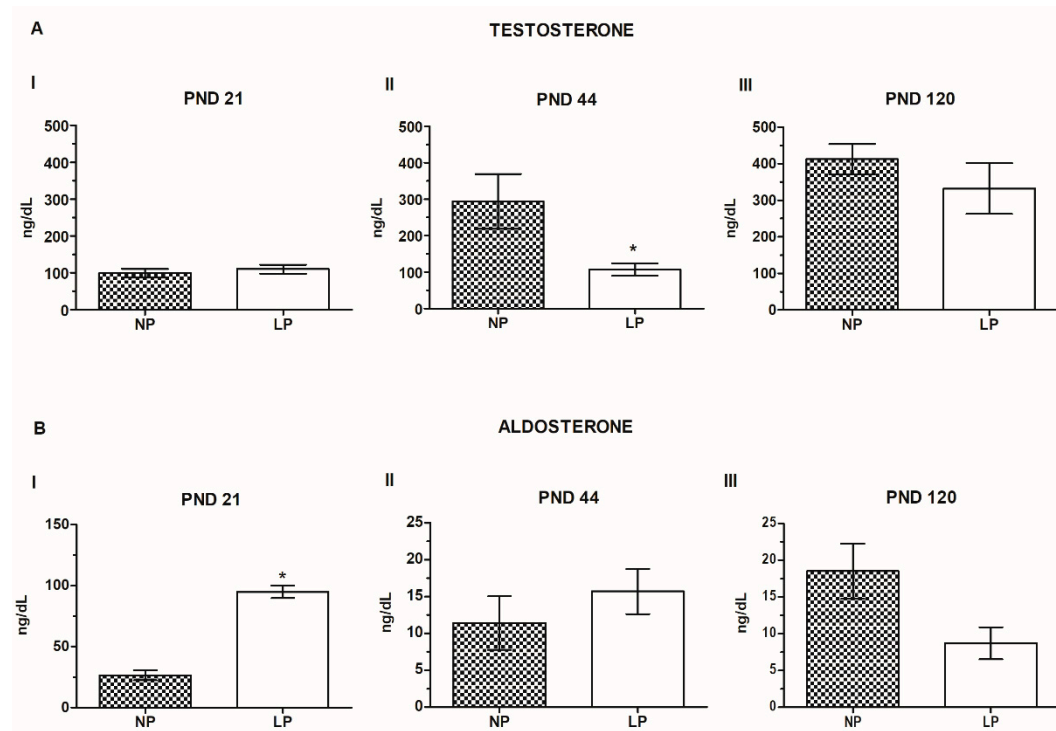 A
TESTOSTERONE
I
PND 21
500
400
300
200
100
0
ng/dL
NP LP
II
PND 44
500
400
300
200
100
0
ng/dL
*
NP LP
III
PND 120
500
400
300
200
100
0
ng/dL
NP LP
B
ALDOSTERONE
I
PND 21
150
100
50
0
ng/dL
*
NP LP
II
PND 44
25
20
15
10
5
0
ng/dL
NP LP
III
PND 120
25
20
15
10
5
0
ng/dL
NP LP